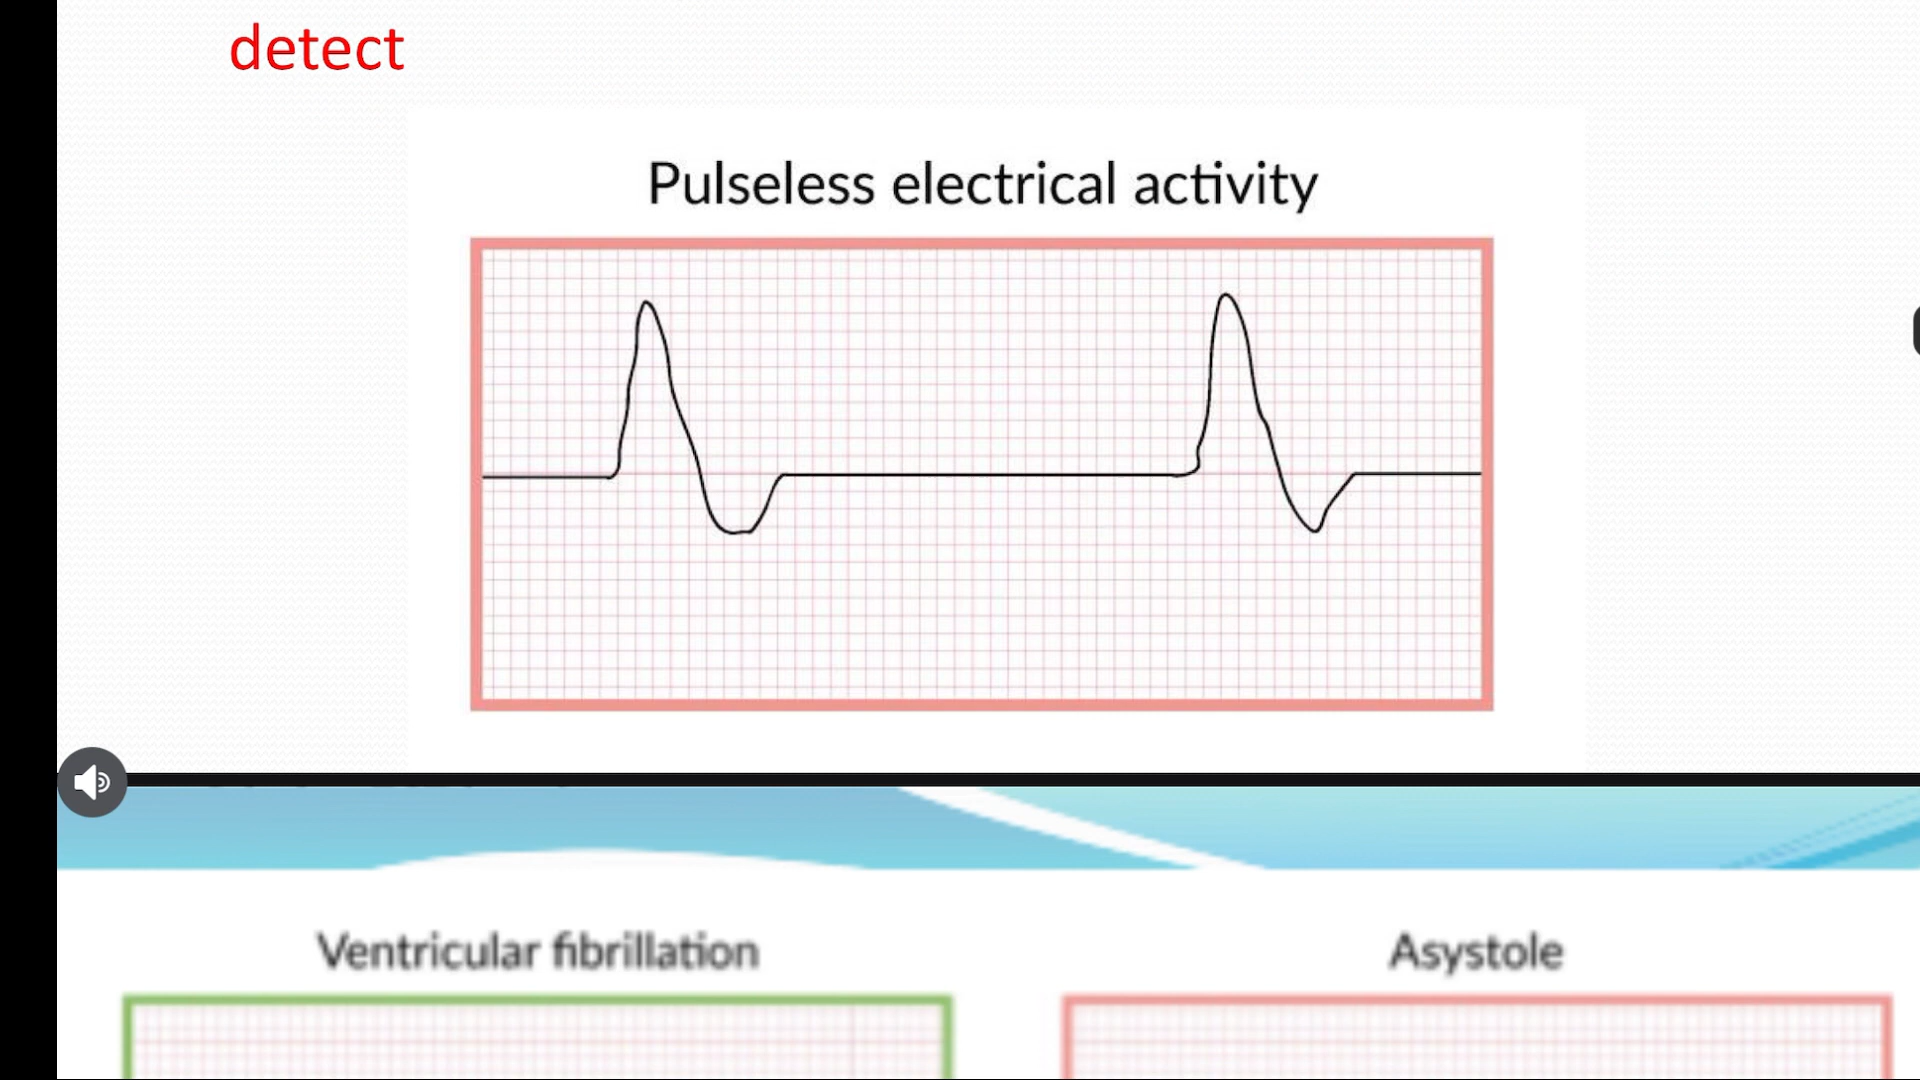 detect
Pulseless electrical activity
Ventricular fibrillation
Asystole